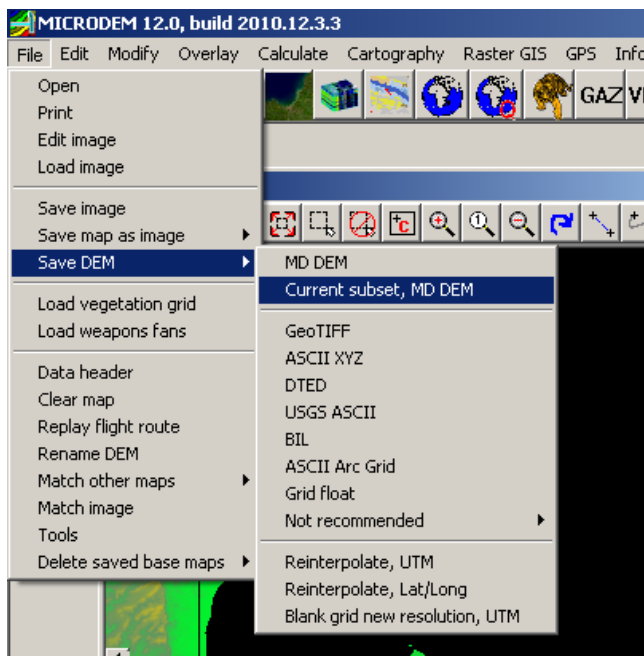 MICRODEM 12.0, build 2010.12.3.3
File Edit Modify Overlay Calculate Cartography Raster GIS GPS Info
Open
Print
Edit image
Load image
GAZ
Save image
Save map as image
Save DEM
Load vegetation grid
Load weapons fans
Data header
Clear map
Replay flight route
Rename DEM
Match other maps
Match image
Tools
Delete saved base maps
C
1
MD DEM
Current subset, MD DEM
GeoTIFF
ASCII XYZ
DTED
USGS ASCII
BIL
ASCII Arc Grid
Grid float
Not recommended
Reinterpolate, UTM
Reinterpolate, Lat/Long
Blank grid new resolution, UTM